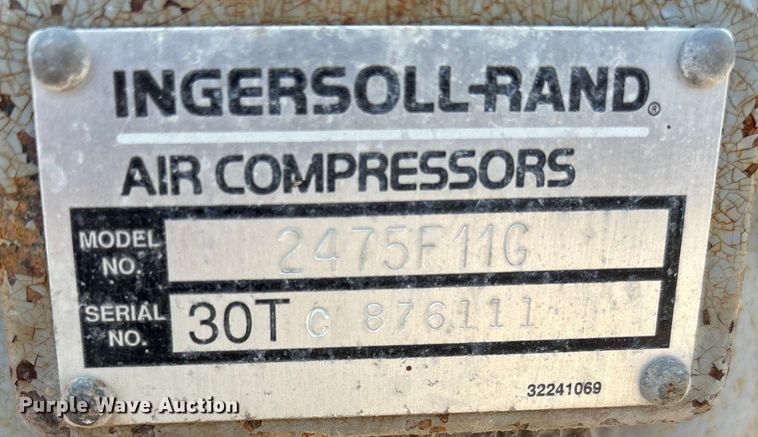 INGERSOLL-RAND®
AIR COMPRESSORS
MODEL NO. 2475F11G
SERIAL NO. 30T C 876111
32241069
Purple Wave Auction